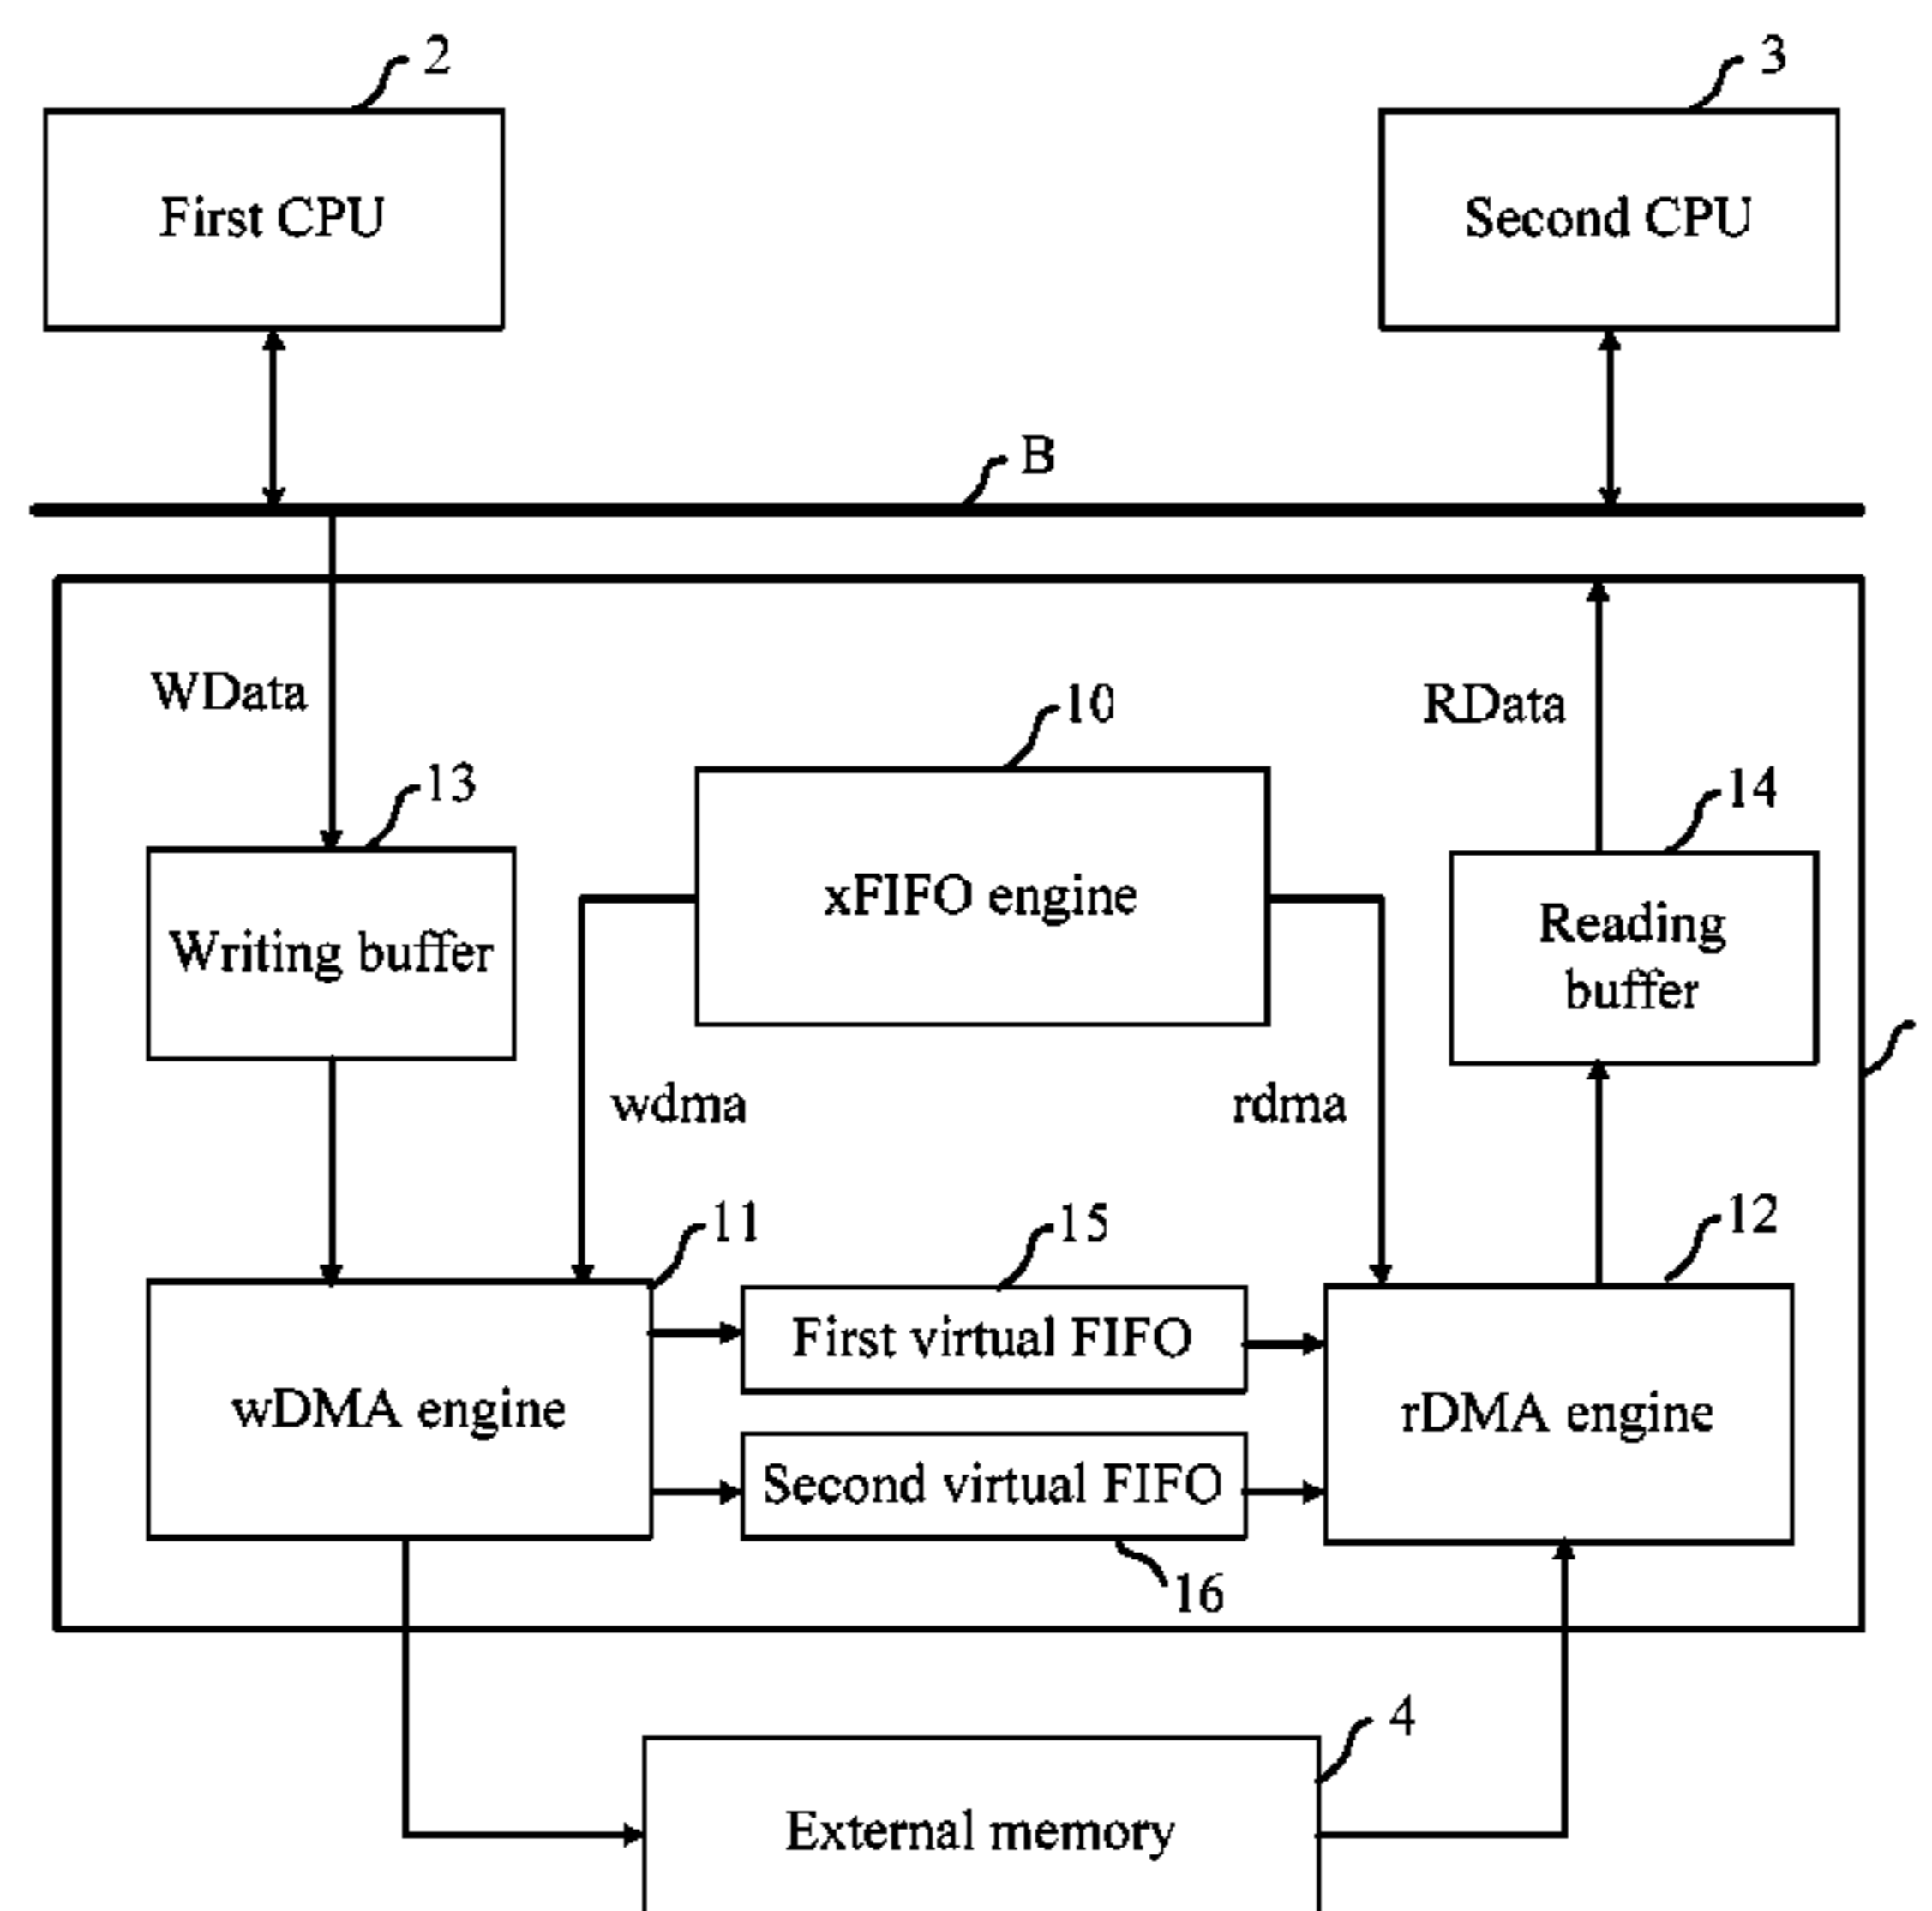 2
3
First CPU
Second CPU
B
WData
10
RData
13
14
xFIFO engine
Writing buffer
Reading
buffer
wdma
rdma
11
15
12
First virtual FIFO
wDMA engine
rDMA engine
Second virtual FIFO
16
4
External memory